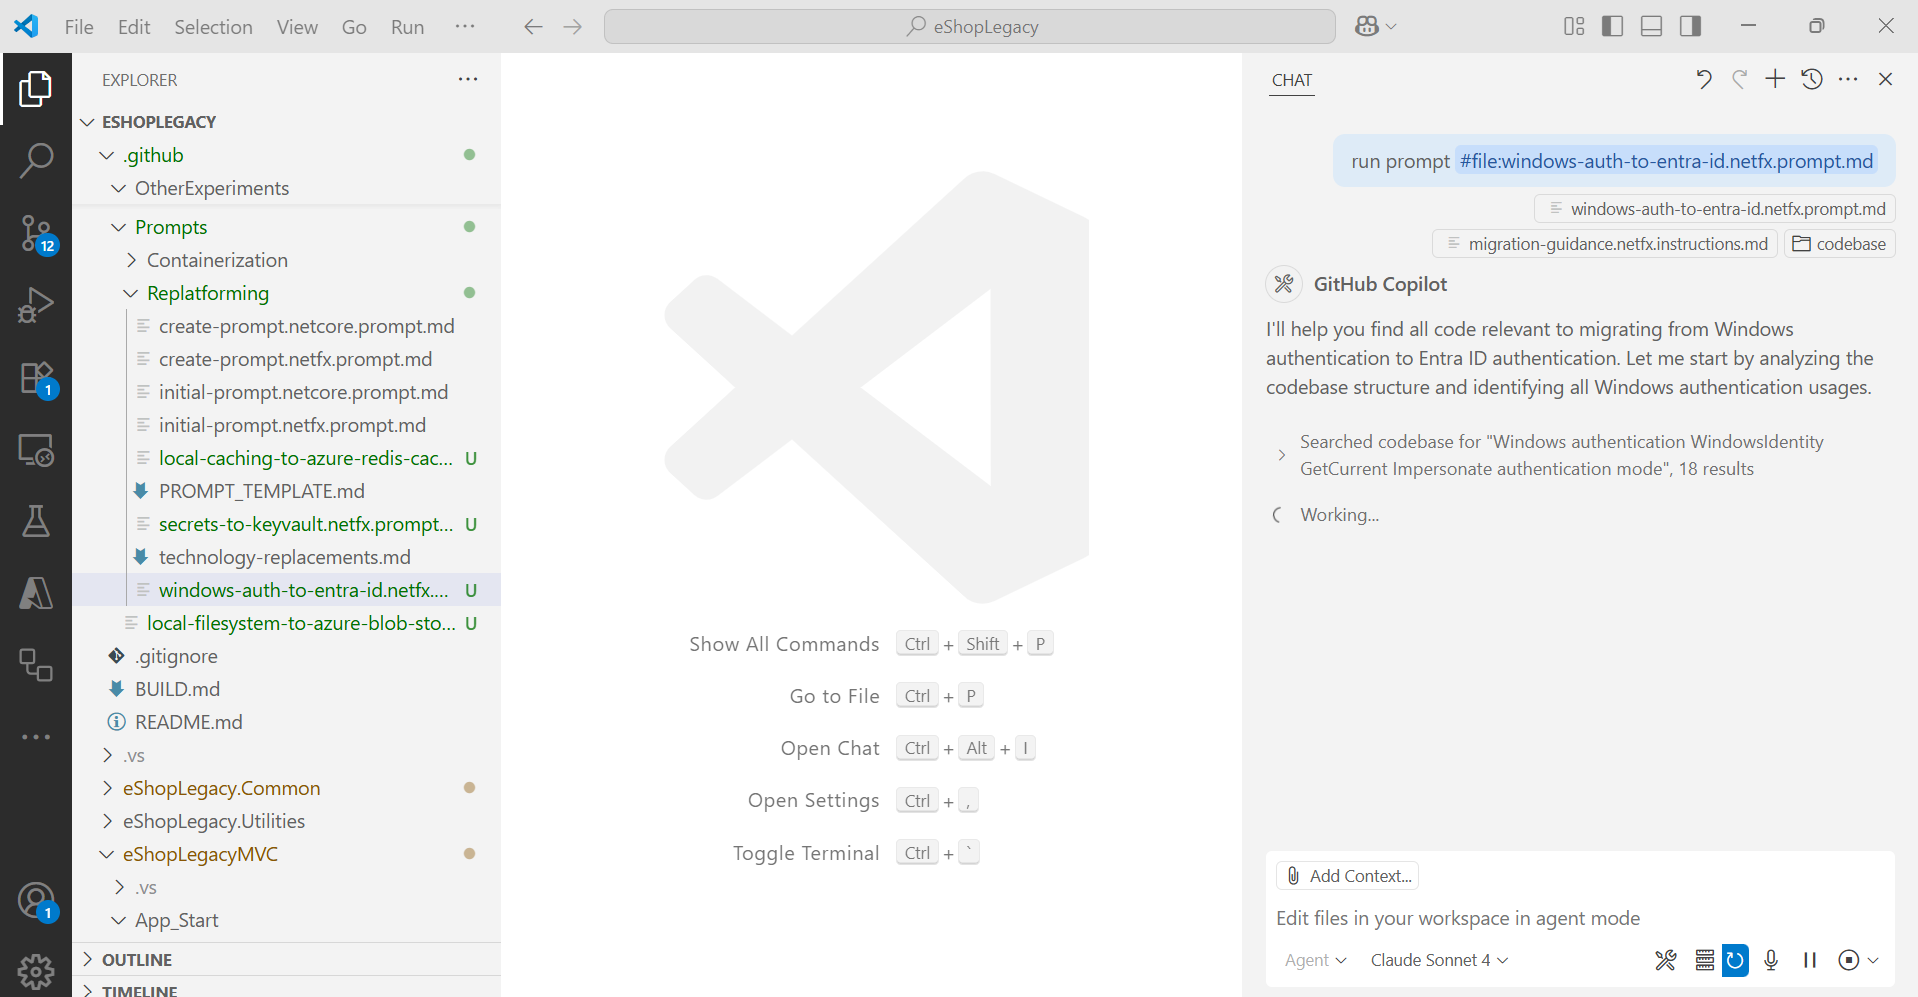 File Edit Selection View Go Run ···
eShopLegacy
EXPLORER
ESHOPLEGACY
.github
OtherExperiments
Prompts
Containerization
Replatforming
create-prompt.netcore.prompt.md
create-prompt.netfx.prompt.md
initial-prompt.netcore.prompt.md
initial-prompt.netfx.prompt.md
local-caching-to-azure-redis-cac... U
PROMPT_TEMPLATE.md
secrets-to-keyvault.netfx.prompt... U
technology-replacements.md
windows-auth-to-entra-id.netfx.... U
local-filesystem-to-azure-blob-sto... U
.gitignore
BUILD.md
README.md
.vs
eShopLegacy.Common
eShopLegacy.Utilities
eShopLegacyMVC
.vs
App_Start
OUTLINE
TIMELINE
12
1
1
Show All Commands Ctrl + Shift + P
Go to File Ctrl + P
Open Chat Ctrl + Alt + I
Open Settings Ctrl + ,
Toggle Terminal Ctrl + `
CHAT
run prompt #file:windows-auth-to-entra-id.netfx.prompt.md
windows-auth-to-entra-id.netfx.prompt.md
migration-guidance.netfx.instructions.md codebase
GitHub Copilot
I'll help you find all code relevant to migrating from Windows
authentication to Entra ID authentication. Let me start by analyzing the
codebase structure and identifying all Windows authentication usages.
Searched codebase for "Windows authentication WindowsIdentity
GetCurrent Impersonate authentication mode", 18 results
Working...
Add Context...
Edit files in your workspace in agent mode
Agent Claude Sonnet 4